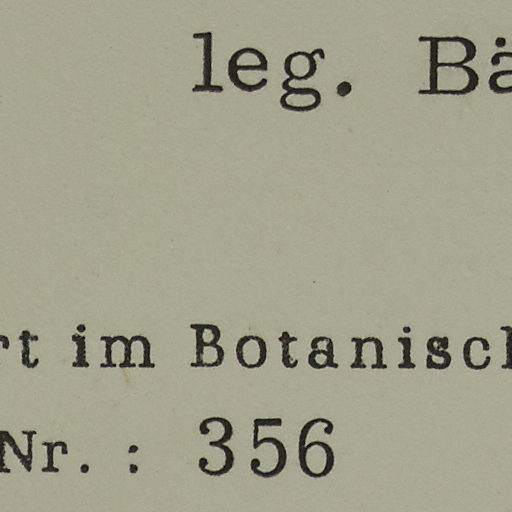 leg. Bä
rt im Botanisch
Nr. : 356